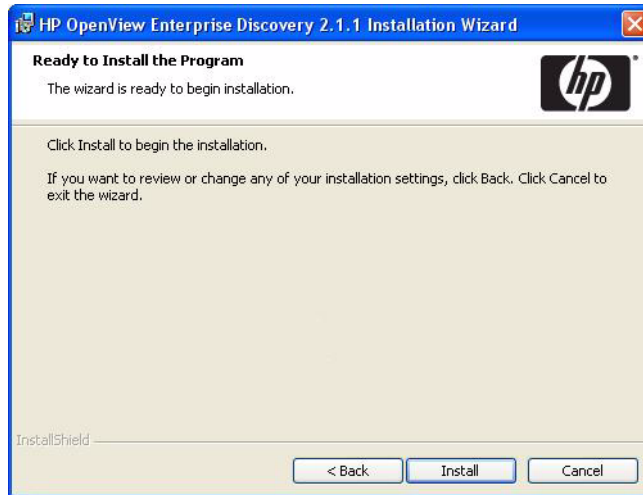 HP OpenView Enterprise Discovery 2.1.1 Installation Wizard
Ready to Install the Program
The wizard is ready to begin installation.
hp
Click Install to begin the installation.
If you want to review or change any of your installation settings, click Back. Click Cancel to
exit the wizard.
InstallShield
< Back Install Cancel